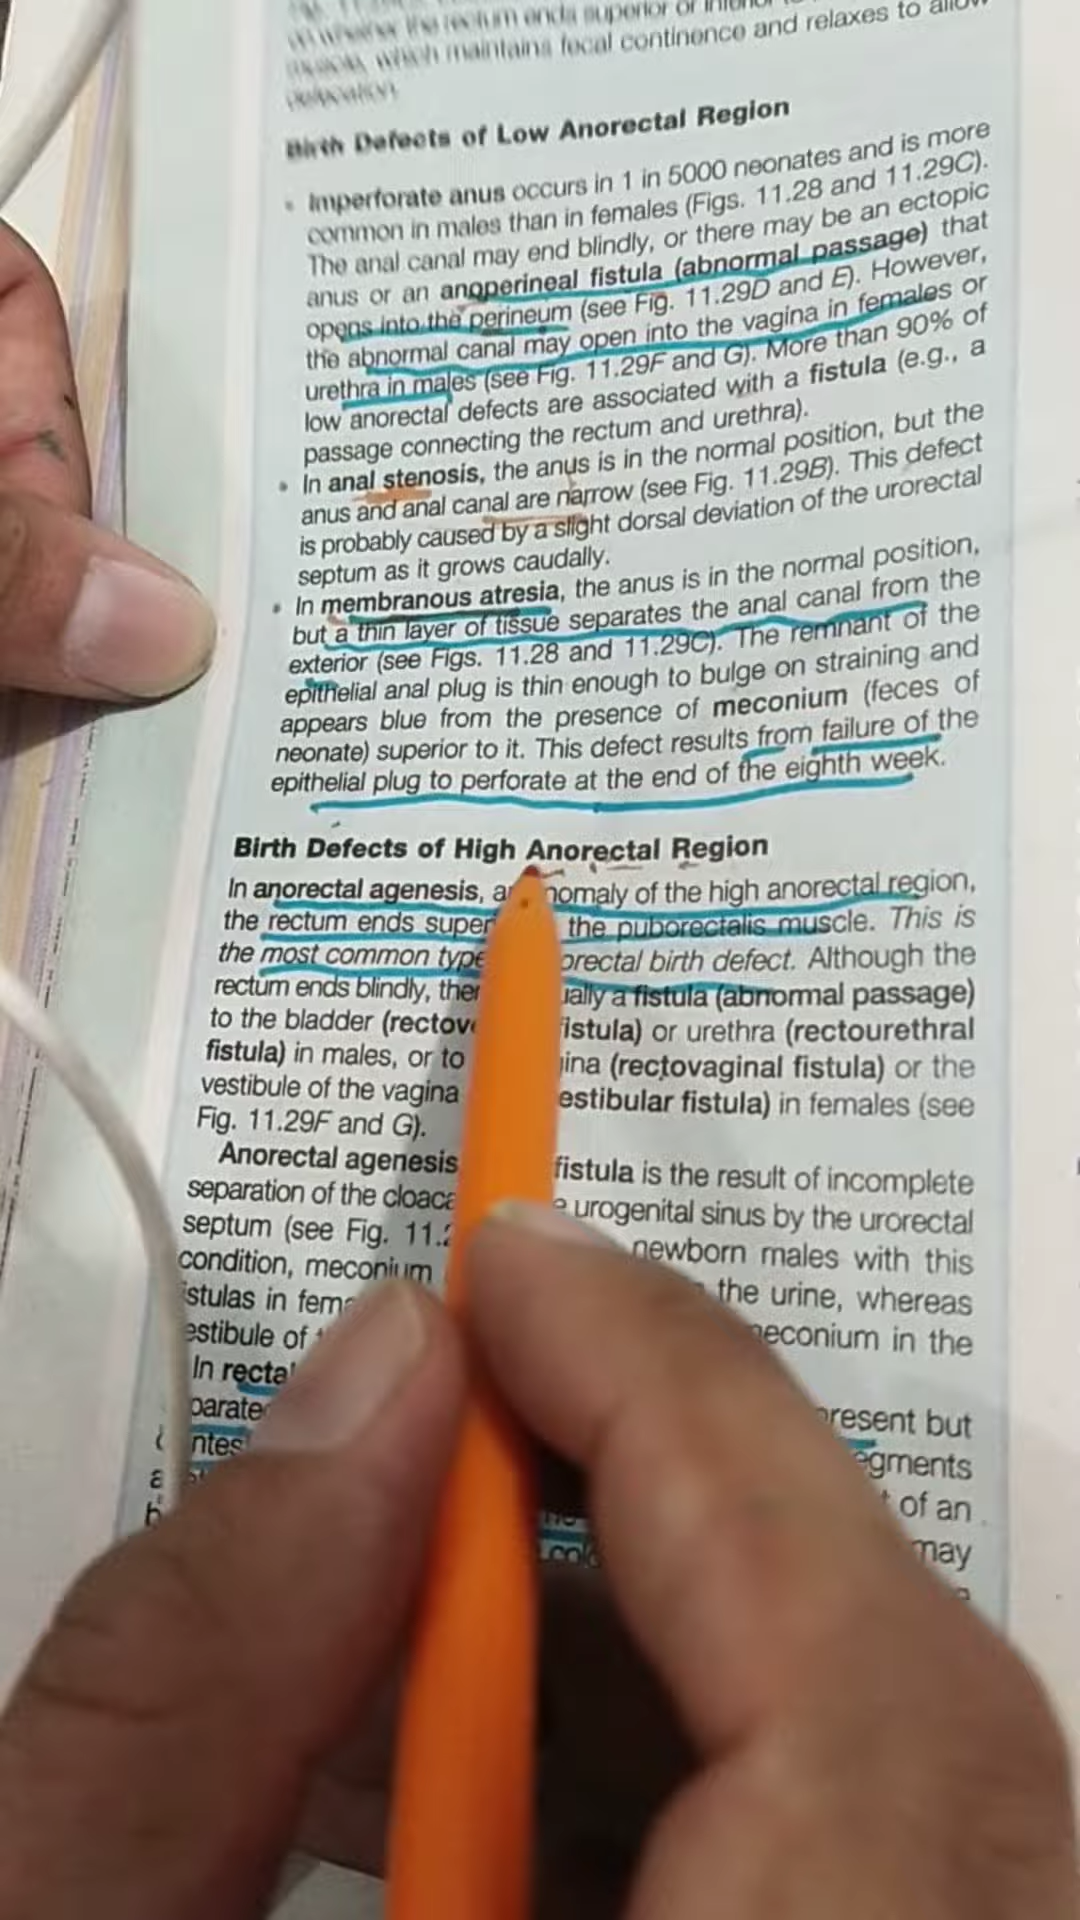 on whether the rectum ends superior or
muscle, which maintains fecal continence and relaxes to allow
defecation.
Birth Defects of Low Anorectal Region
• Imperforate anus occurs in 1 in 5000 neonates and is more
common in males than in females (Figs. 11.28 and 11.29C).
The anal canal may end blindly, or there may be an ectopic
anus or an anoperineal fistula (abnormal passage) that
opens into the perineum (see Fig. 11.29D and E). However,
the abnormal canal may open into the vagina in females or
urethra in males (see Fig. 11.29F and G). More than 90% of
low anorectal defects are associated with a fistula (e.g., a
passage connecting the rectum and urethra).
• In anal stenosis, the anus is in the normal position, but the
anus and anal canal are narrow (see Fig. 11.29B). This defect
is probably caused by a slight dorsal deviation of the urorectal
septum as it grows caudally.
• In membranous atresia, the anus is in the normal position,
but a thin layer of tissue separates the anal canal from the
exterior (see Figs. 11.28 and 11.29C). The remnant of the
epithelial anal plug is thin enough to bulge on straining and
appears blue from the presence of meconium (feces of
neonate) superior to it. This defect results from failure of the
epithelial plug to perforate at the end of the eighth week.
Birth Defects of High Anorectal Region
In anorectal agenesis, a nomaly of the high anorectal region,
the rectum ends super the puborectalis muscle. This is
the most common type orectal birth defect. Although the
rectum ends blindly, ther ually a fistula (abnormal passage)
to the bladder (rectov istula) or urethra (rectourethral
fistula) in males, or to ina (rectovaginal fistula) or the
vestibule of the vagina estibular fistula) in females (see
Fig. 11.29F and G).
Anorectal agenesis fistula is the result of incomplete
separation of the cloaca urogenital sinus by the urorectal
septum (see Fig. 11.2 newborn males with this
condition, meconium the urine, whereas
istulas in fema econium in the
estibule of
In recta
parate resent but
ntes egments
of an
may